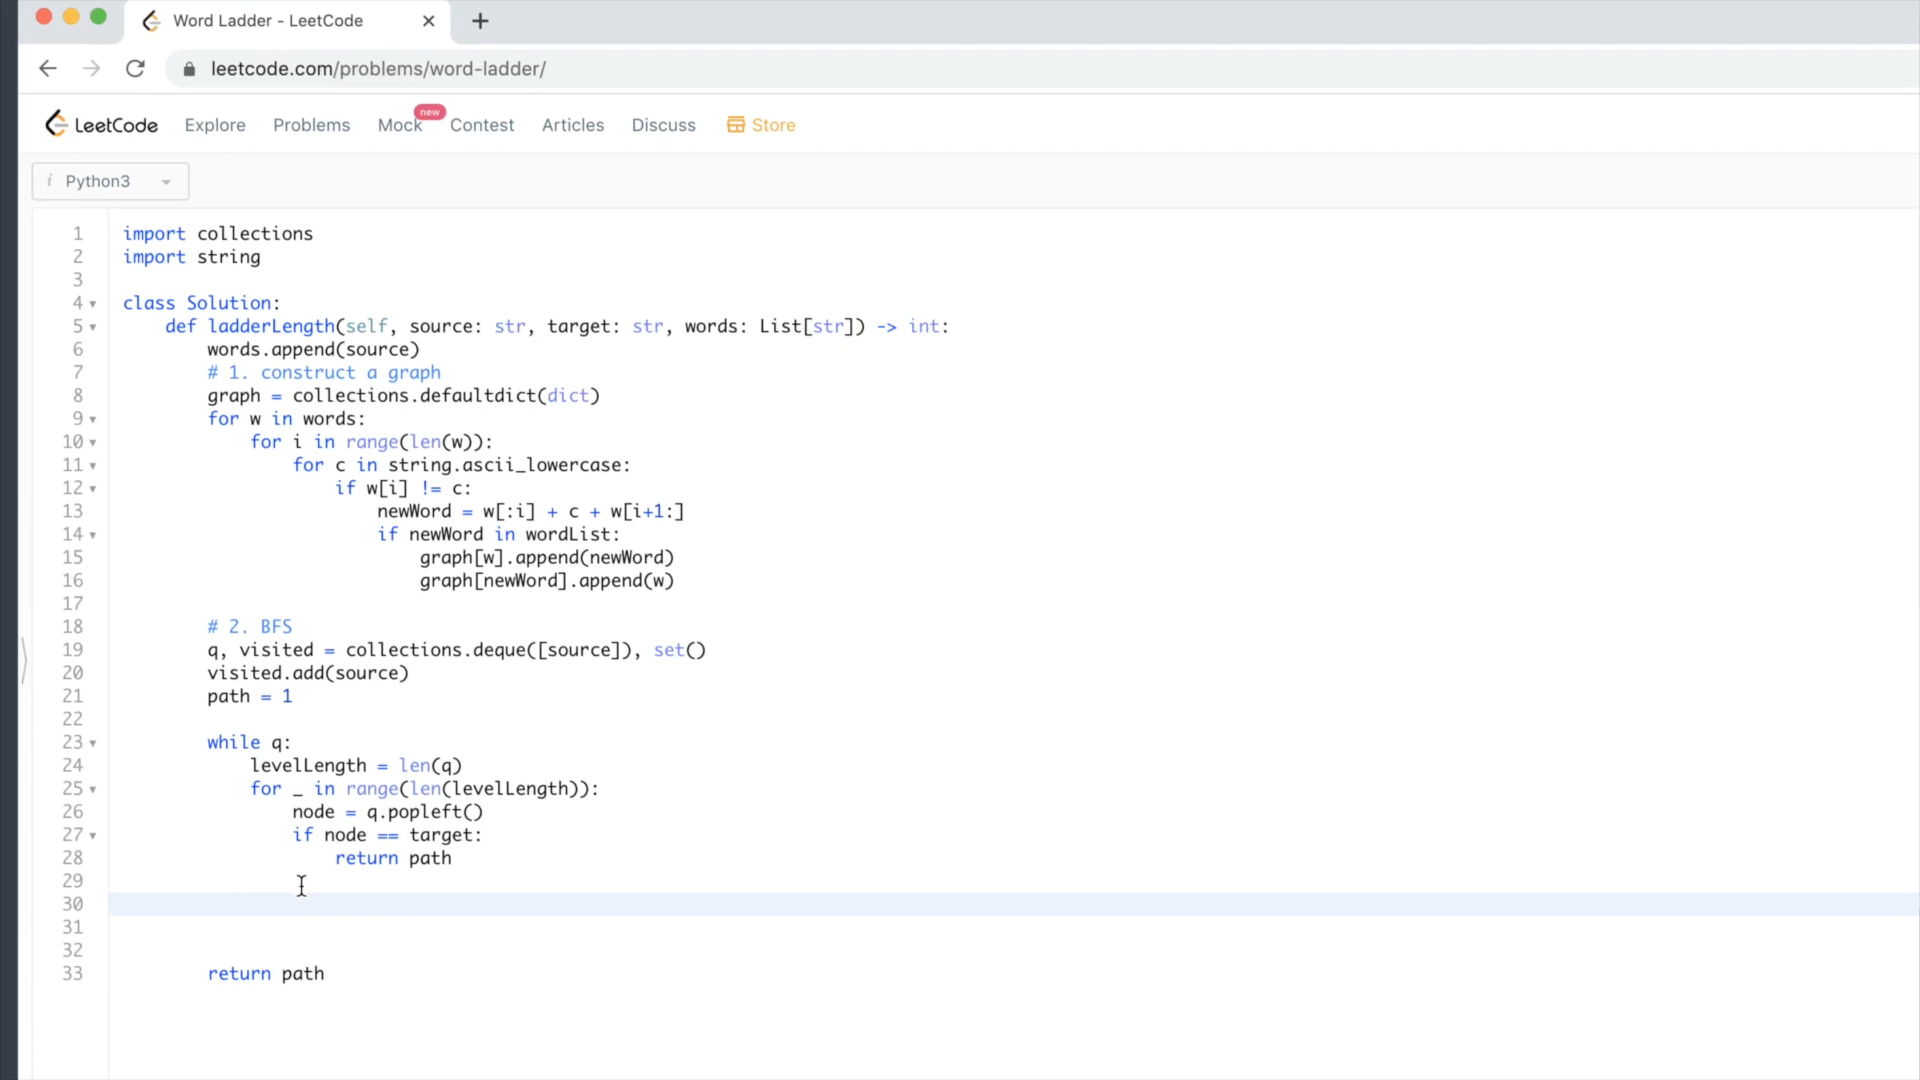 Word Ladder - LeetCode
leetcode.com/problems/word-ladder/
LeetCode Explore Problems Mock new Contest Articles Discuss Store
i Python3
1 import collections
2 import string
3
4 class Solution:
5     def ladderLength(self, source: str, target: str, words: List[str]) -> int:
6         words.append(source)
7         # 1. construct a graph
8         graph = collections.defaultdict(dict)
9         for w in words:
10             for i in range(len(w)):
11                 for c in string.ascii_lowercase:
12                     if w[i] != c:
13                         newWord = w[:i] + c + w[i+1:]
14                         if newWord in wordList:
15                             graph[w].append(newWord)
16                             graph[newWord].append(w)
17
18         # 2. BFS
19         q, visited = collections.deque([source]), set()
20         visited.add(source)
21         path = 1
22
23         while q:
24             levelLength = len(q)
25             for _ in range(len(levelLength)):
26                 node = q.popleft()
27                 if node == target:
28                     return path
29
30
31
32
33         return path